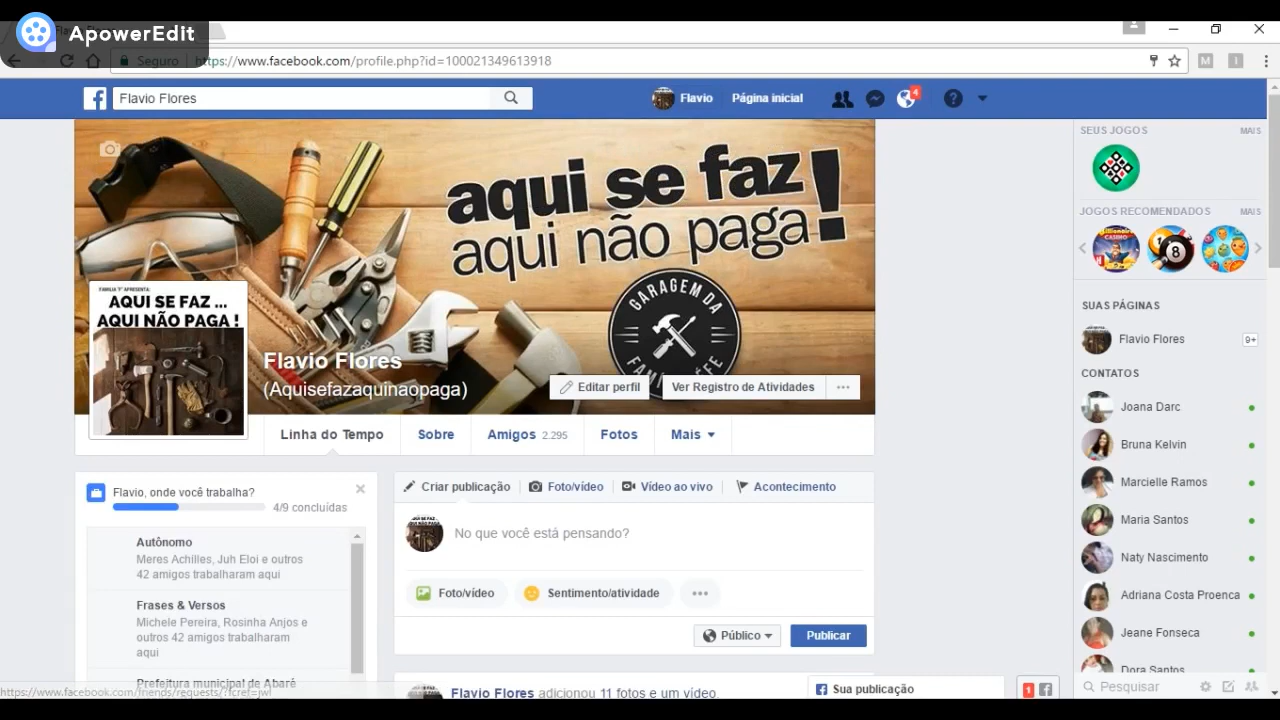 ApowerEdit
Seguro
https://www.facebook.com/profile.php?id=100021349613918
M
I
Flavio Flores
Flavio
Página inicial
4
SEUS JOGOS
MAIS
aqui se faz!
aqui não paga!
GARAGEM DA
JOGOS RECOMENDADOS
MAIS
8
FAMILIA "F" APRESENTA:
AQUI SE FAZ ...
AQUI NÃO PAGA !
Flavio Flores
(Aquisefazaquinaopaga)
Editar perfil
Ver Registro de Atividades
SUAS PÁGINAS
Flavio Flores
9+
CONTATOS
Joana Darc
Bruna Kelvin
Marcielle Ramos
Maria Santos
Naty Nascimento
Adriana Costa Proenca
Jeane Fonseca
Dora Santos
Pesquisar
Linha do Tempo
Sobre
Amigos 2.295
Fotos
Mais
Flavio, onde você trabalha?
4/9 concluídas
Autônomo
Meres Achilles, Juh Eloi e outros
42 amigos trabalharam aqui
Frases & Versos
Michele Pereira, Rosinha Anjos e
outros 42 amigos trabalharam
aqui
Prefeitura municipal de Abaré
Criar publicação
Foto/vídeo
Vídeo ao vivo
Acontecimento
AQUI SE FAZ
No que você está pensando?
Foto/vídeo
Sentimento/atividade
Público
Publicar
Flavio Flores adicionou 11 fotos e um vídeo.
Sua publicação
1
https://www.facebook.com/friends/requests/?fcref=jwl